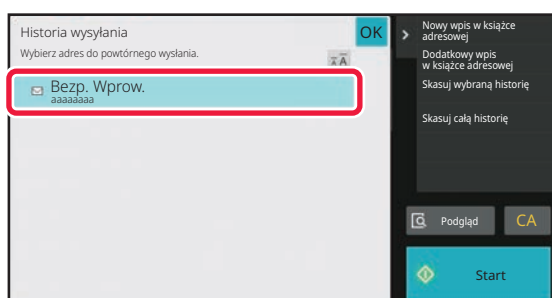 Historia wysyłania
OK
Wybierz adres do powtórnego wysłania.
Bezp. Wprow.
aaaaaaaa
Nowy wpis w książce
adresowej
Dodatkowy wpis
w książce adresowej
Skasuj wybraną historię
Skasuj całą historię
Podgląd
CA
Start